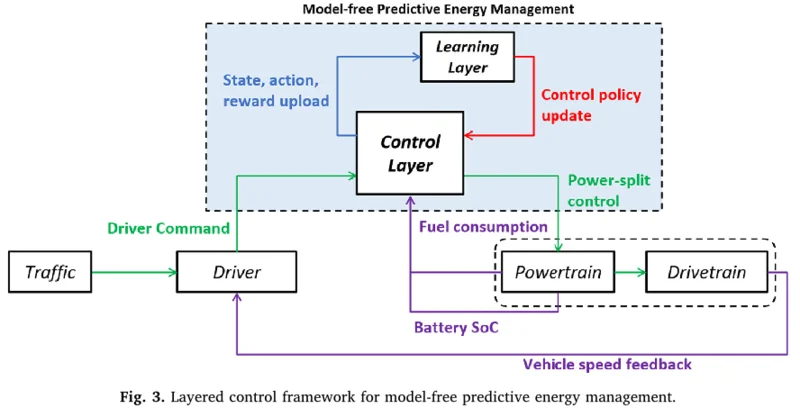 Model-free Predictive Energy Management
Learning
Layer
State, action,
reward upload
Control policy
update
Control
Layer
Power-split
control
Driver Command
Fuel consumption
Traffic
Driver
Powertrain
Drivetrain
Battery SoC
Vehicle speed feedback
Fig. 3. Layered control framework for model-free predictive energy management.